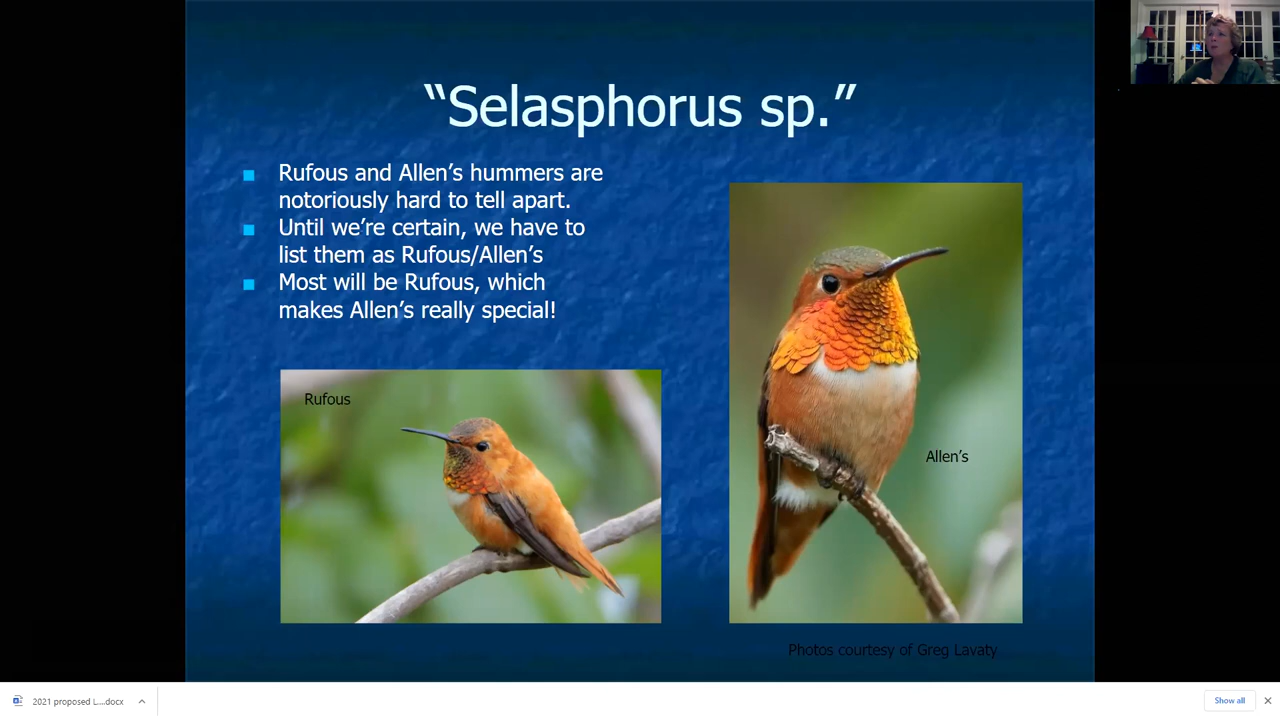 “Selasphorus sp.”
Rufous and Allen’s hummers are
notoriously hard to tell apart.
Until we’re certain, we have to
list them as Rufous/Allen’s
Most will be Rufous, which
makes Allen’s really special!
Rufous
Allen’s
Photos courtesy of Greg Lavaty
2021 proposed L....docx
Show all